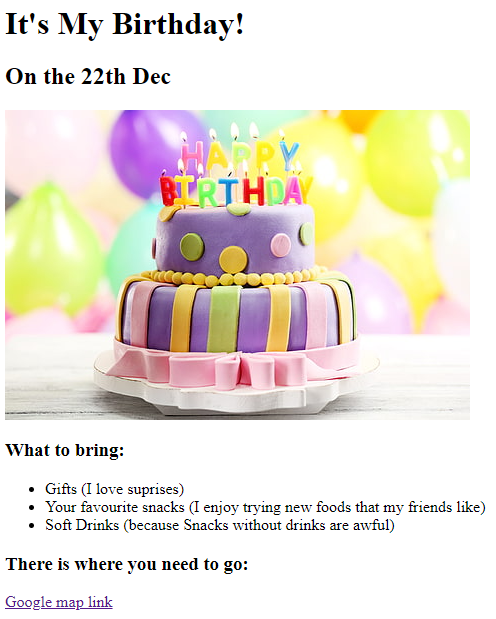 It's My Birthday!
On the 22th Dec
HAPPY
BIRTHDAY
What to bring:
Gifts (I love suprises)
Your favourite snacks (I enjoy trying new foods that my friends like)
Soft Drinks (because Snacks without drinks are awful)
There is where you need to go:
Google map link